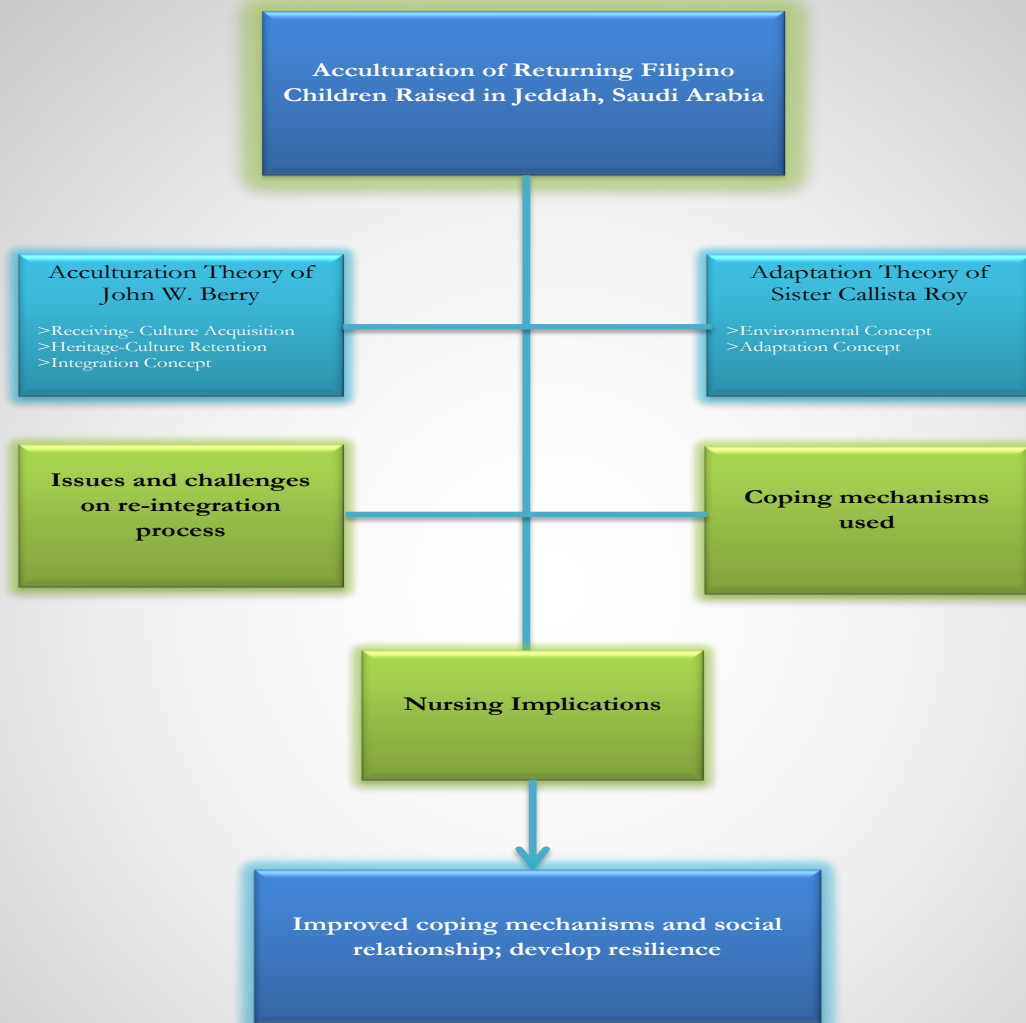 Acculturation of Returning Filipino
Children Raised in Jeddah, Saudi Arabia
Acculturation Theory of
John W. Berry
>Receiving- Culture Acquisition
>Heritage-Culture Retention
>Integration Concept
Adaptation Theory of
Sister Callista Roy
>Environmental Concept
>Adaptation Concept
Issues and challenges
on re-integration
process
Coping mechanisms
used
Nursing Implications
Improved coping mechanisms and social
relationship; develop resilience